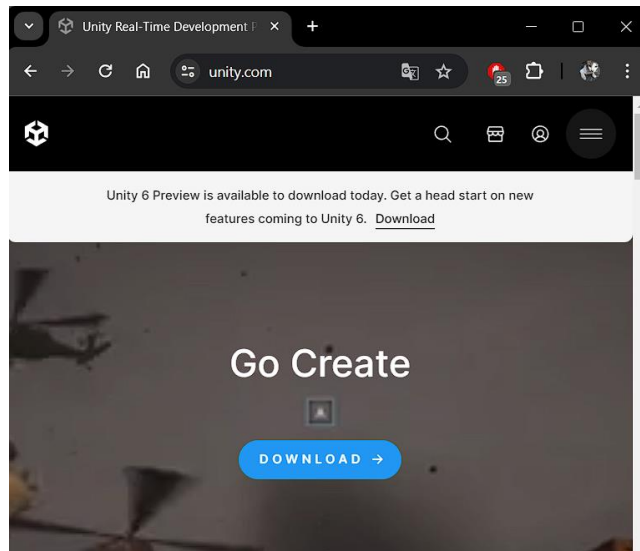 Unity Real-Time Development P
unity.com
25
Unity 6 Preview is available to download today. Get a head start on new
features coming to Unity 6. Download
Go Create
DOWNLOAD →